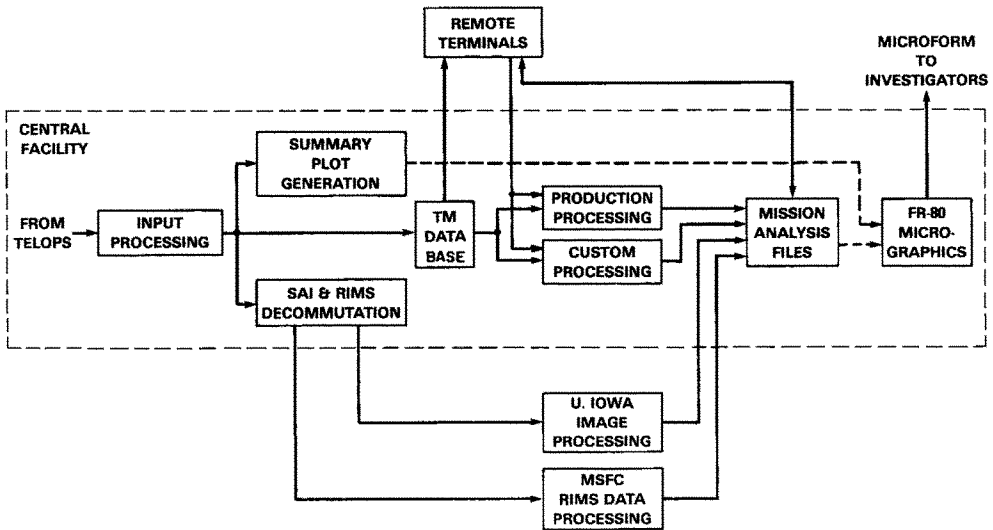 REMOTE
TERMINALS
MICROFORM
TO
INVESTIGATORS
CENTRAL
FACILITY
SUMMARY
PLOT
GENERATION
FROM
TELOPS
INPUT
PROCESSING
TM
DATA
BASE
PRODUCTION
PROCESSING
CUSTOM
PROCESSING
MISSION
ANALYSIS
FILES
FR-80
MICRO-
GRAPHICS
SAI & RIMS
DECOMMUTATION
U. IOWA
IMAGE
PROCESSING
MSFC
RIMS DATA
PROCESSING